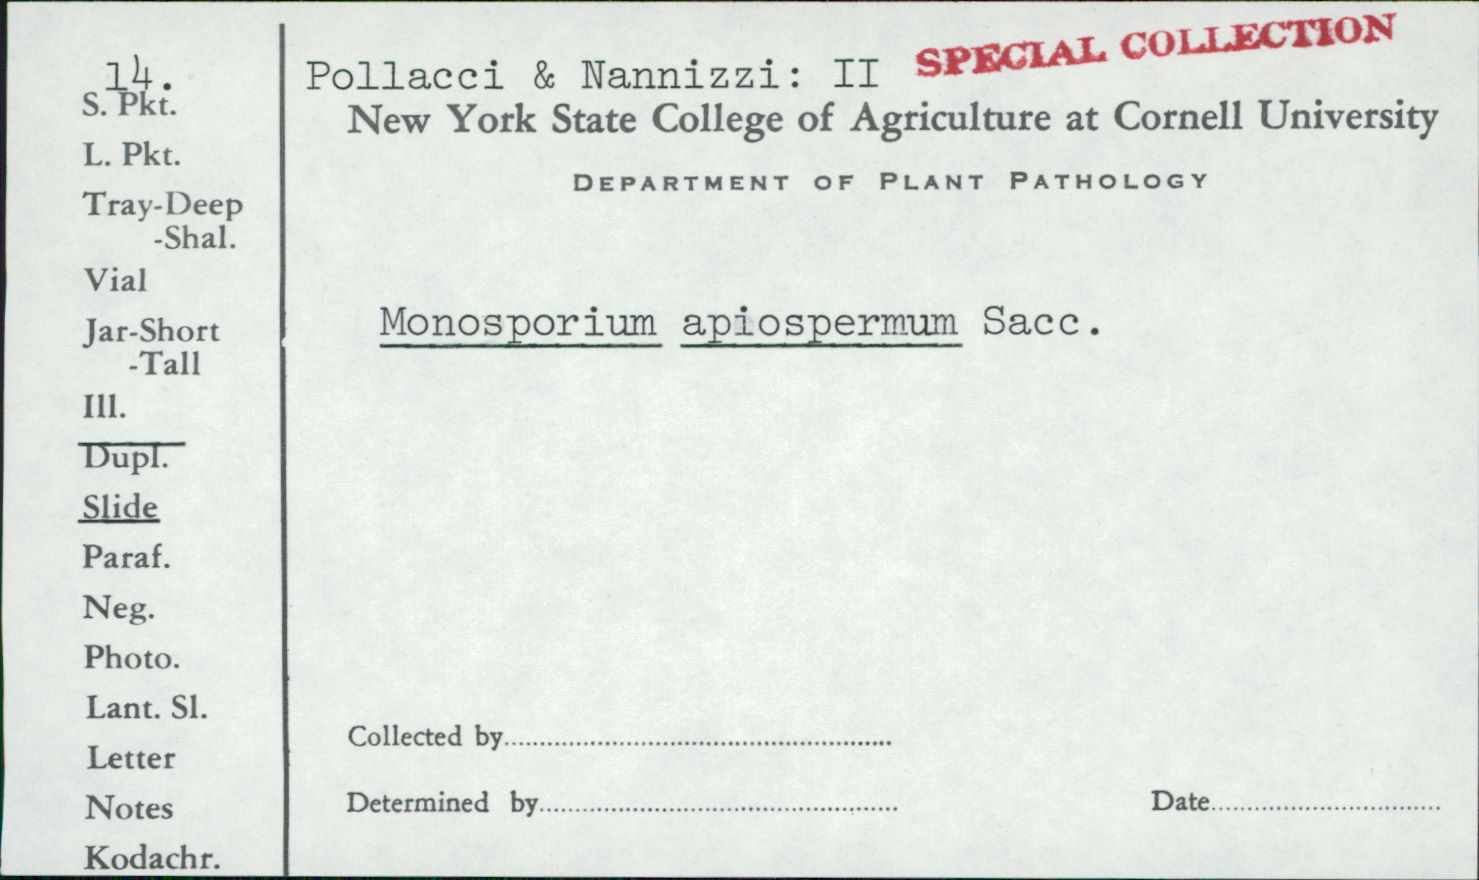 14.
S. Pkt.
L. Pkt.
Tray-Deep
-Shal.
Vial
Jar-Short
-Tall
Ill.
Dupl.
Slide
Paraf.
Neg.
Photo.
Lant. Sl.
Letter
Notes
Kodachr.
Pollacci & Nannizzi: II
SPECIAL COLLECTION
New York State College of Agriculture at Cornell University
DEPARTMENT OF PLANT PATHOLOGY
Monosporium apiospermum Sacc.
Collected by
Determined by
Date